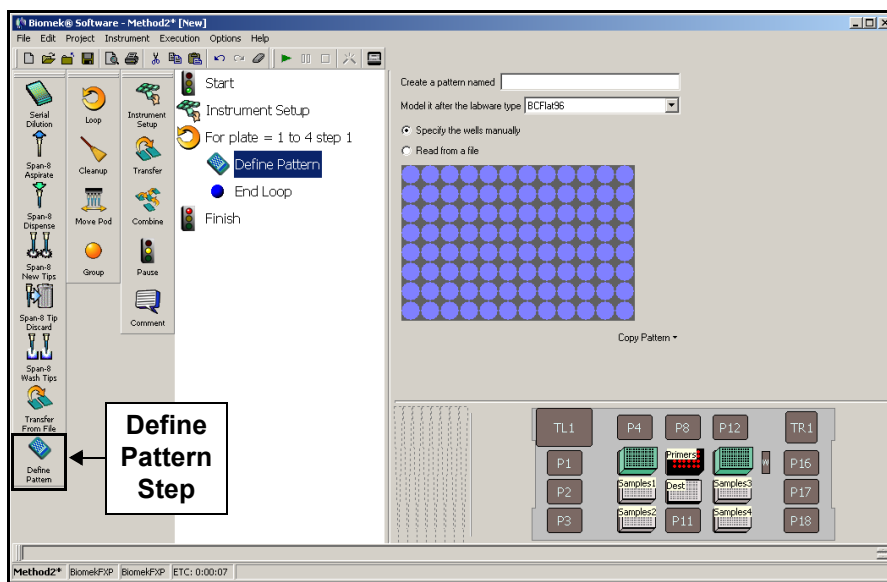 Biomek® Software - Method2* [New]
File Edit Project Instrument Execution Options Help
Serial
Dilution
Span-8
Aspirate
Span-8
Dispense
Span-8
New Tips
Span-8 Tip
Discard
Span-8
Wash Tips
Transfer
From File
Define
Pattern
Loop
Cleanup
Move Pod
Group
Instrument
Setup
Transfer
Combine
Pause
Comment
Start
Instrument Setup
For plate = 1 to 4 step 1
Define Pattern
End Loop
Finish
Define
Pattern
Step
Create a pattern named
Model it after the labware type BCFlat96
Specify the wells manually
Read from a file
Copy Pattern
TL1 P4 P8 P12 TR1
P1 Primers W P16
P2 Samples1 Dest Samples3 P17
P3 Samples2 P11 Samples4 P18
Method2* BiomekFXP BiomekFXP ETC: 0:00:07